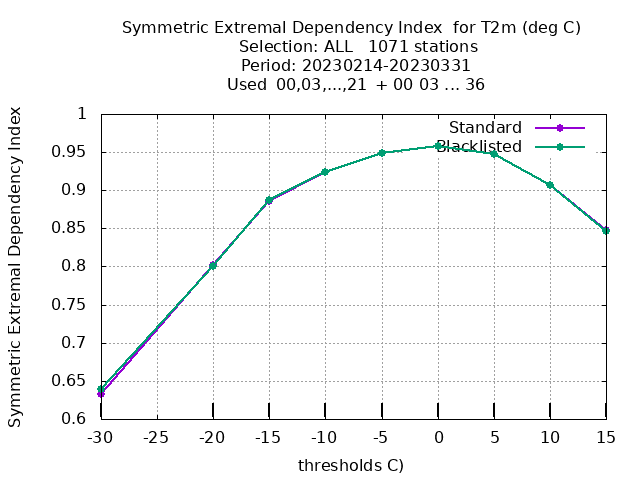 Symmetric Extremal Dependency Index  for T2m (deg C)
Selection: ALL   1071 stations
Period: 20230214-20230331
Used  00,03,...,21  + 00 03 ... 36
Symmetric Extremal Dependency Index
1
0.95
0.9
0.85
0.8
0.75
0.7
0.65
0.6
Standard
Blacklisted
-30 -25 -20 -15 -10 -5 0 5 10 15
thresholds C)